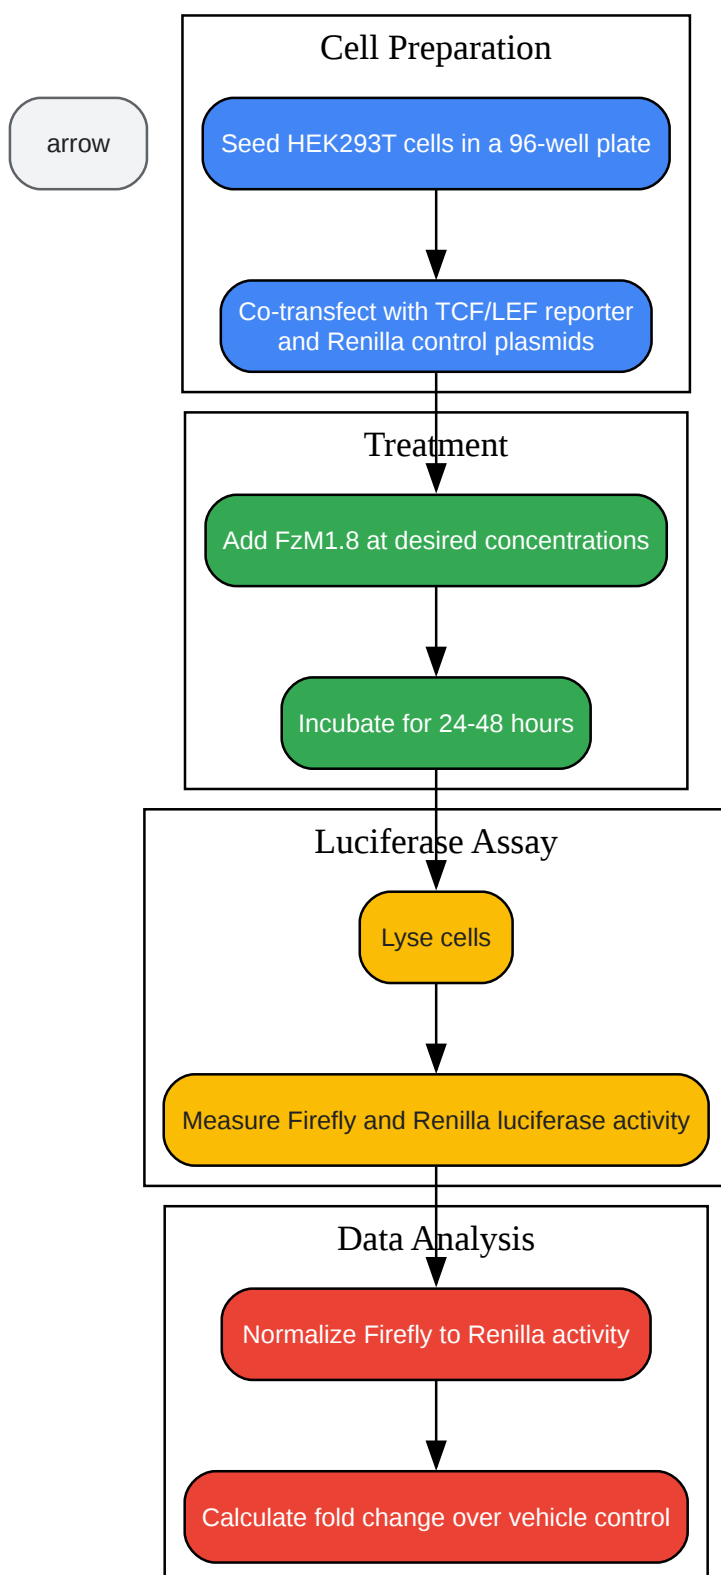 Cell Preparation
arrow
Seed HEK293T cells in a 96-well plate
Co-transfect with TCF/LEF reporter
and Renilla control plasmids
Treatment
Add FzM1.8 at desired concentrations
Incubate for 24-48 hours
Luciferase Assay
Lyse cells
Measure Firefly and Renilla luciferase activity
Data Analysis
Normalize Firefly to Renilla activity
Calculate fold change over vehicle control